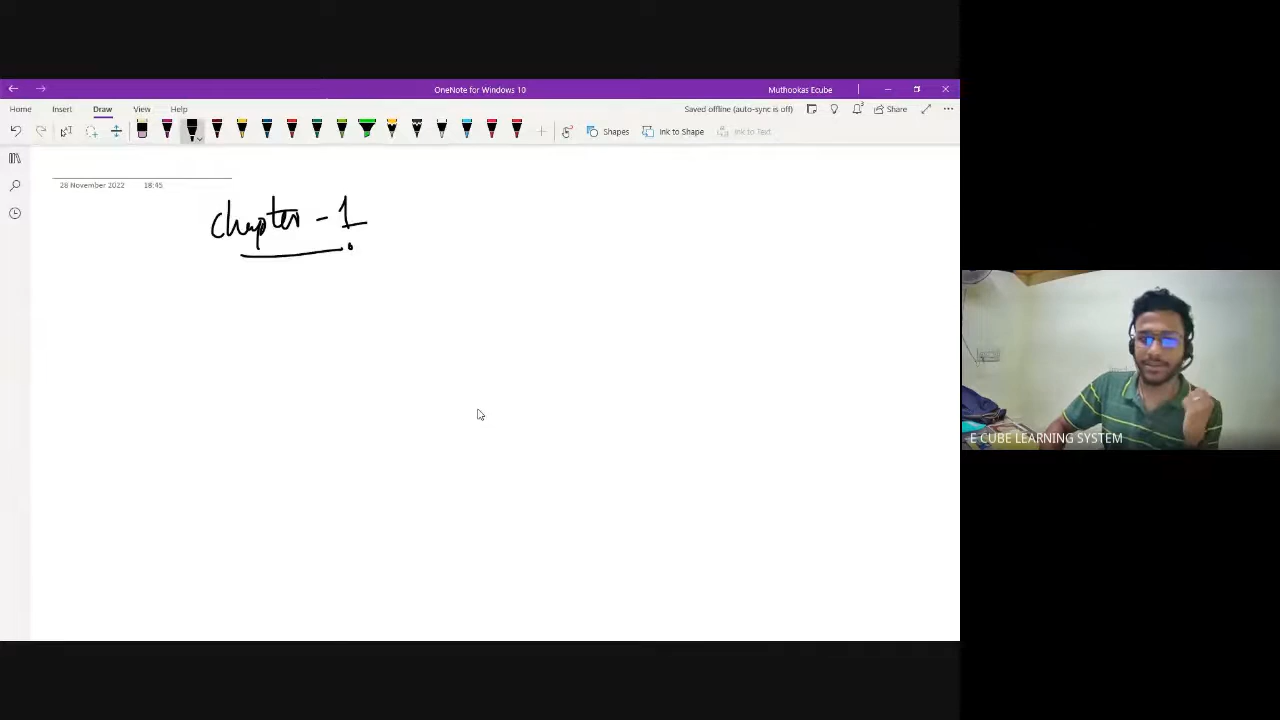 OneNote for Windows 10
Muthookas Ecube
Home Insert Draw View Help
Saved offline (auto-sync is off)
Share
Shapes
Ink to Shape
Ink to Text
28 November 2022 18:45
Chapter - 1
E CUBE LEARNING SYSTEM